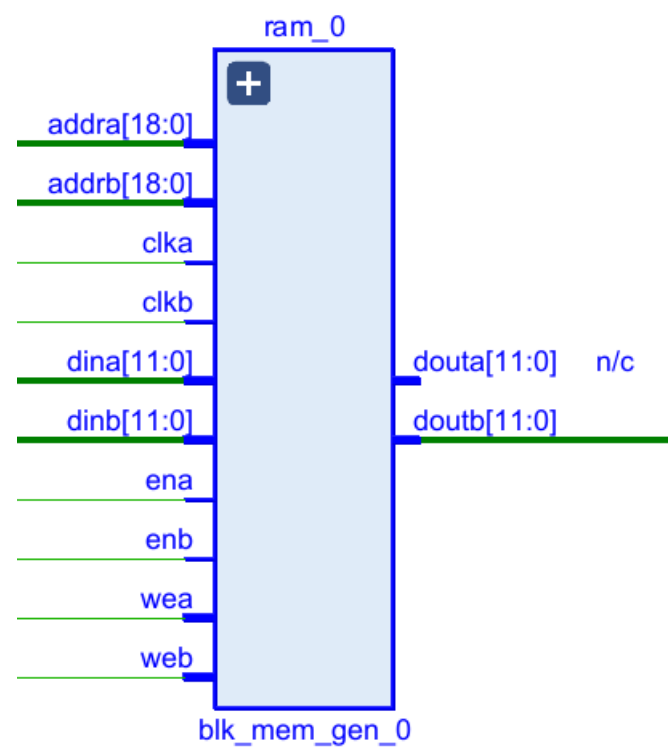 ram_0
addra[18:0]
addrb[18:0]
clka
clkb
dina[11:0]
douta[11:0] n/c
dinb[11:0]
doutb[11:0]
ena
enb
wea
web
blk_mem_gen_0